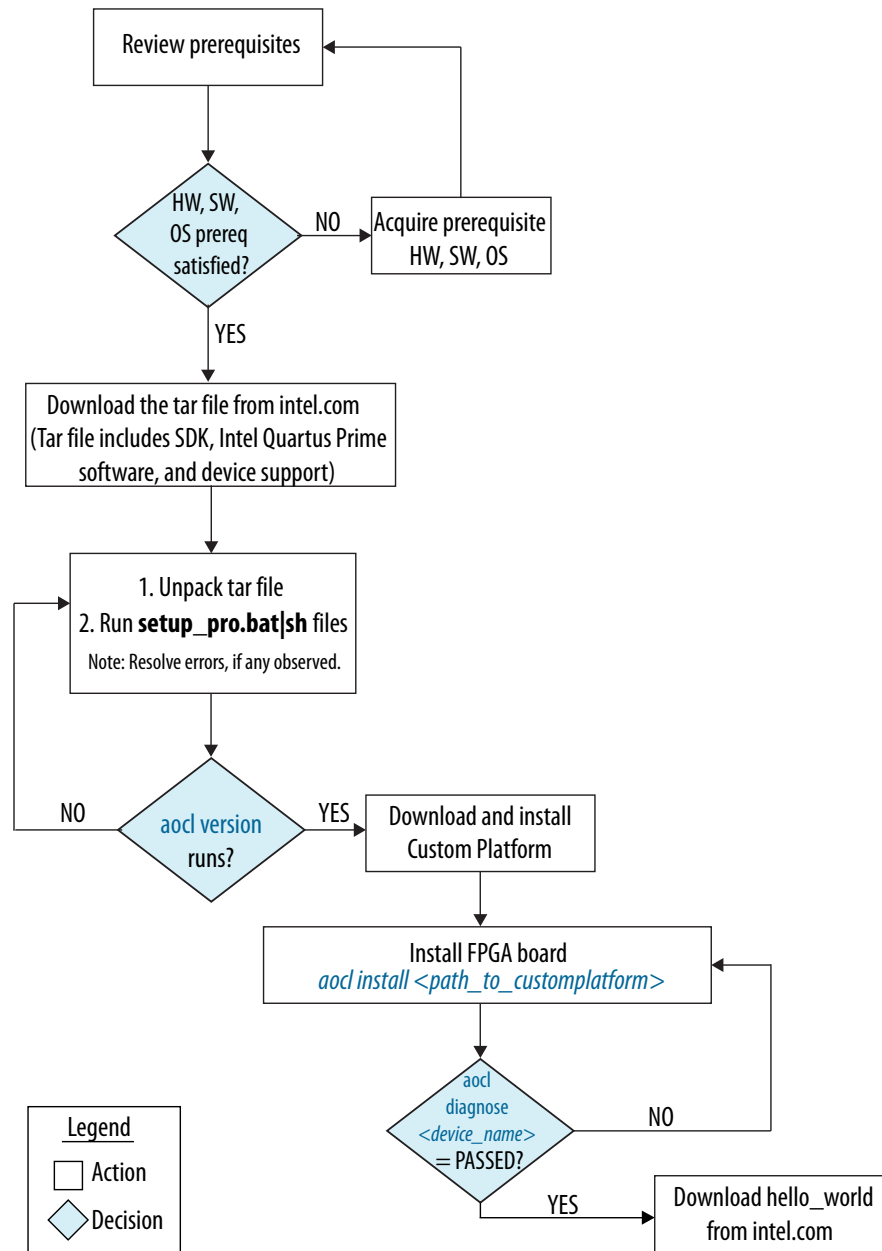 Review prerequisites
HW, SW,
OS prereq
satisfied?
NO
Acquire prerequisite
HW, SW, OS
YES
Download the tar file from intel.com
(Tar file includes SDK, Intel Quartus Prime
software, and device support)
1. Unpack tar file
2. Run setup_pro.bat|sh files
Note: Resolve errors, if any observed.
NO
aocl version
runs?
YES
Download and install
Custom Platform
Install FPGA board
aocl install <path_to_customplatform>
aocl
diagnose
<device_name>
= PASSED?
NO
YES
Download hello_world
from intel.com
Legend
Action
Decision